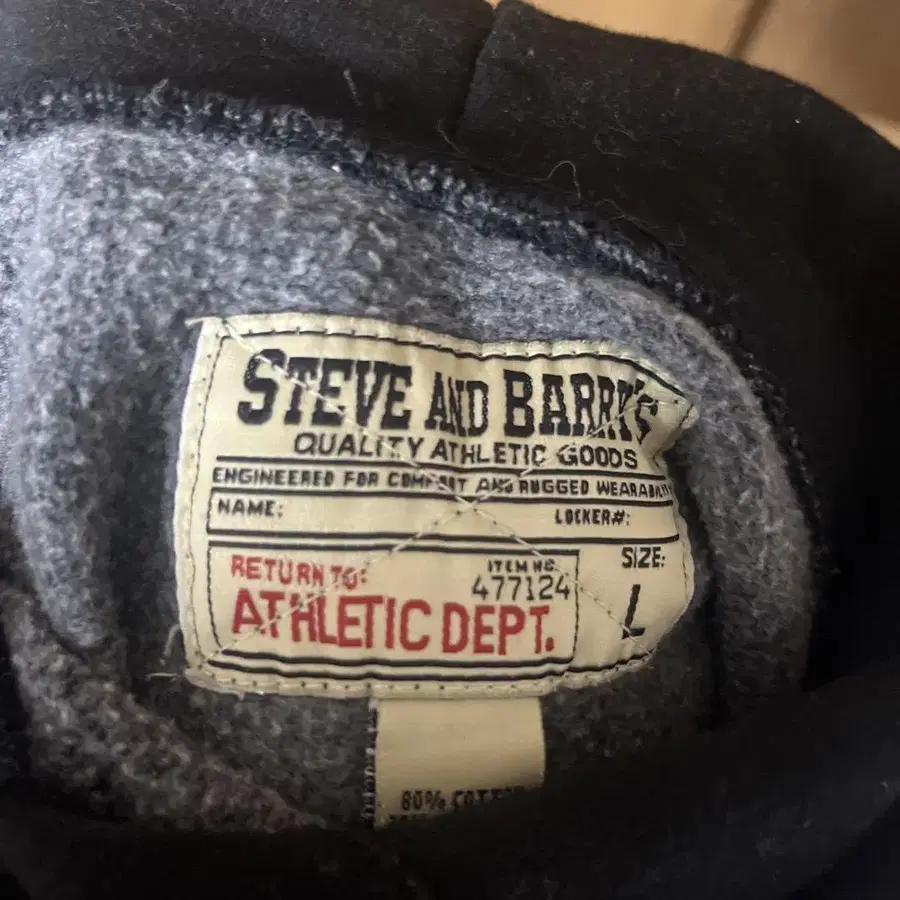 STEVE AND BARRY'S
QUALITY ATHLETIC GOODS
ENGINEERED FOR COMFORT AND RUGGED WEARABILITY
NAME: LOCKER#:
RETURN TO:
ATHLETIC DEPT.
ITEM NO.
477124
SIZE:
L
80%